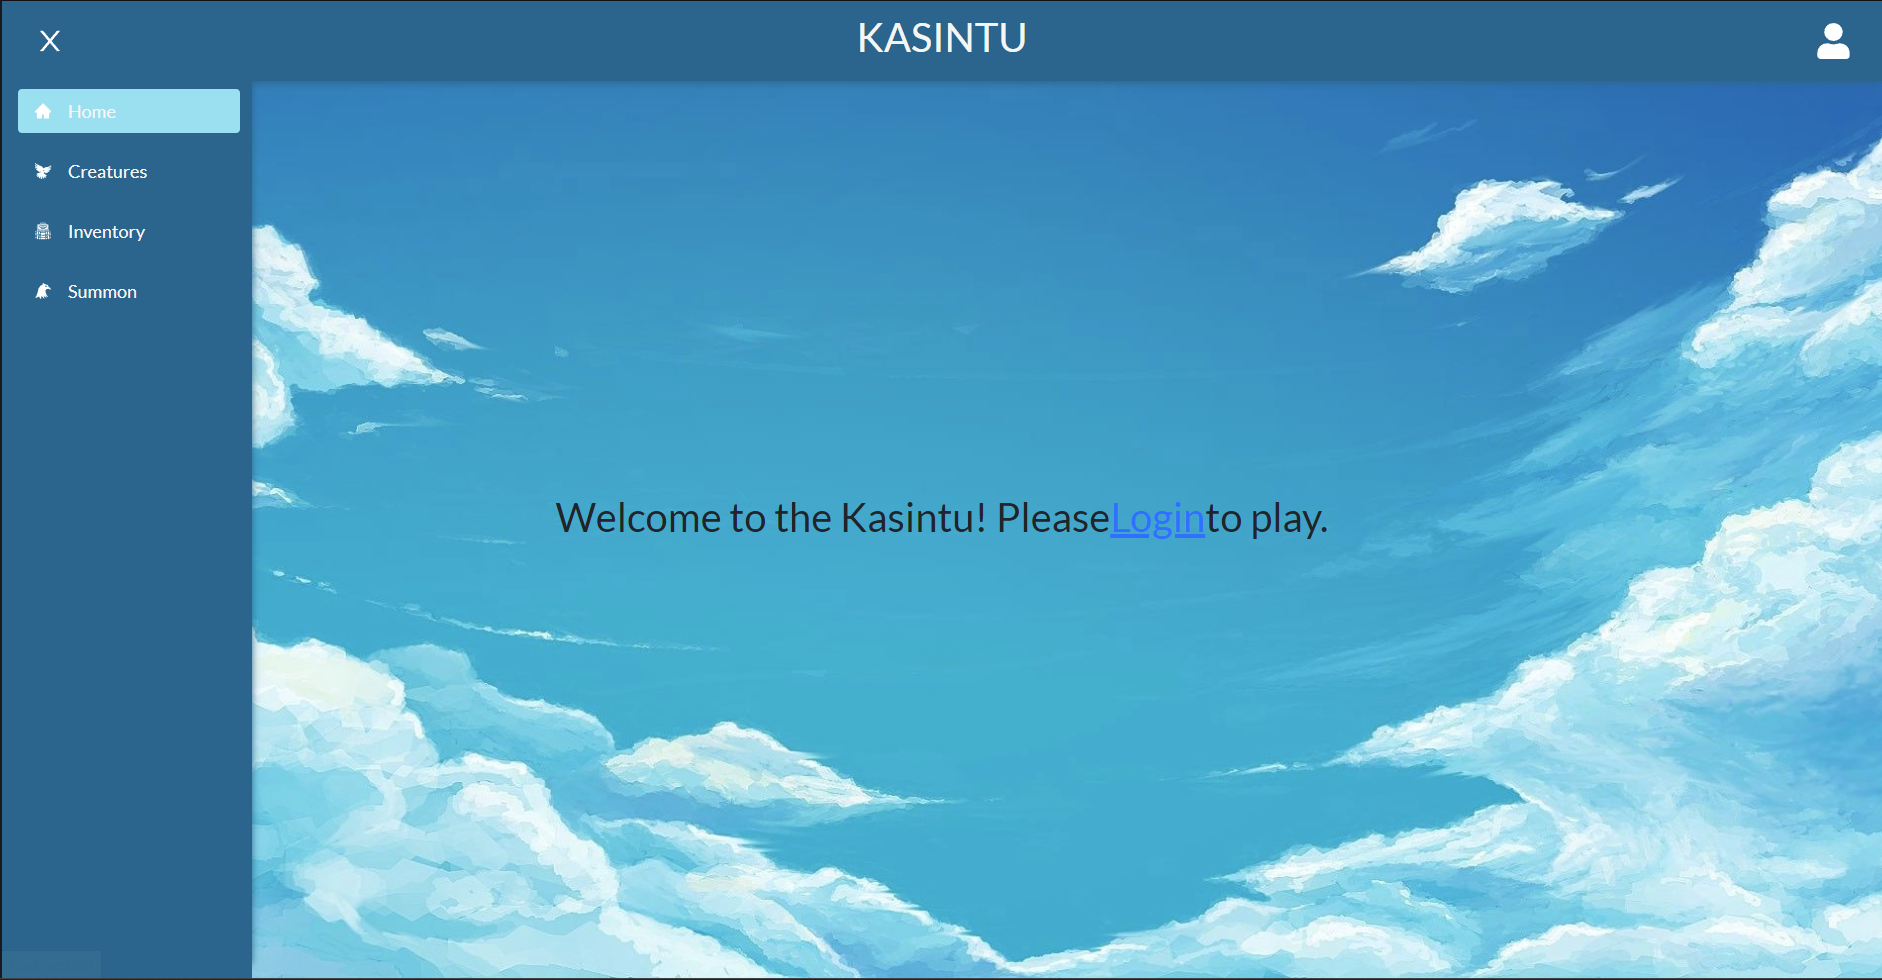 X
KASINTU
Home
Creatures
Inventory
Summon
Welcome to the Kasintu! PleaseLoginto play.